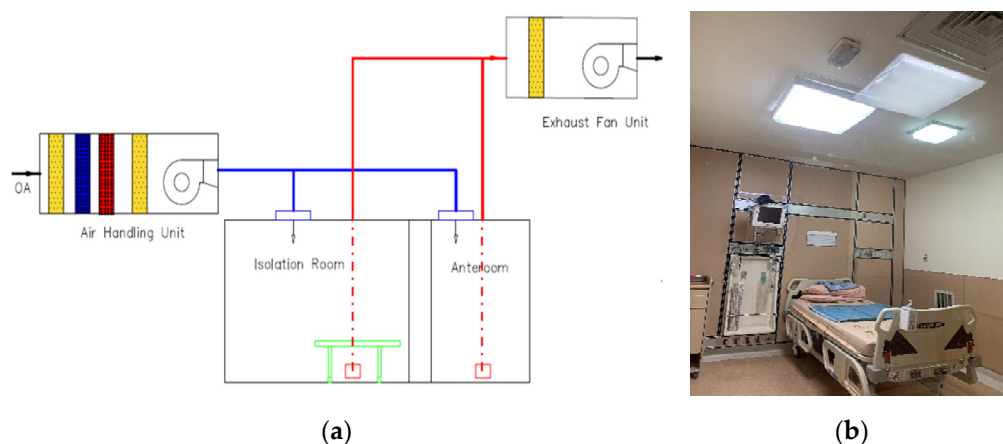 Exhaust Fan Unit
OA
Air Handling Unit
Isolation Room
Anteroom
(a)
(b)